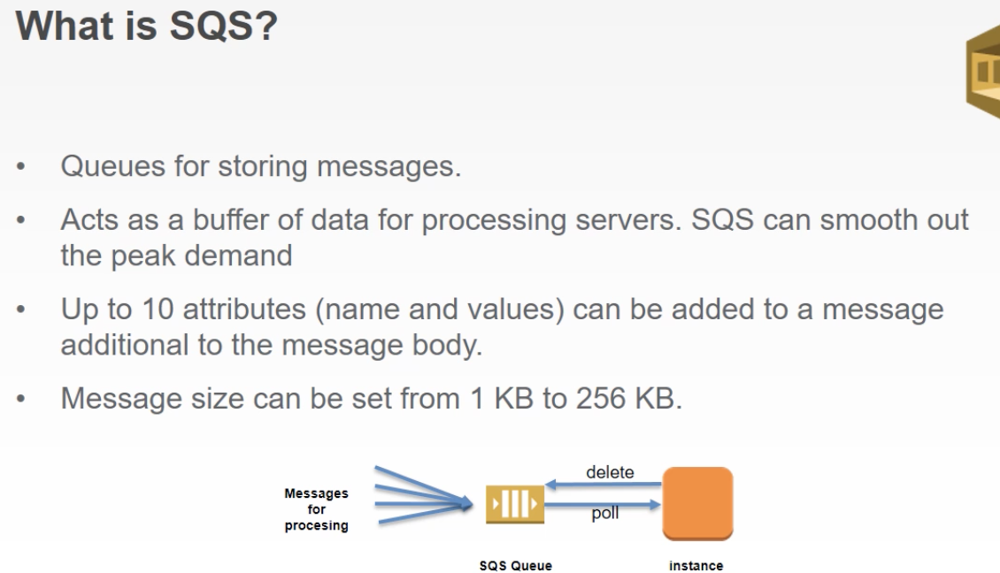 What is SQS?
• Queues for storing messages.
• Acts as a buffer of data for processing servers. SQS can smooth out
the peak demand
• Up to 10 attributes (name and values) can be added to a message
additional to the message body.
• Message size can be set from 1 KB to 256 KB.
Messages
for
procesing
delete
poll
SQS Queue
instance